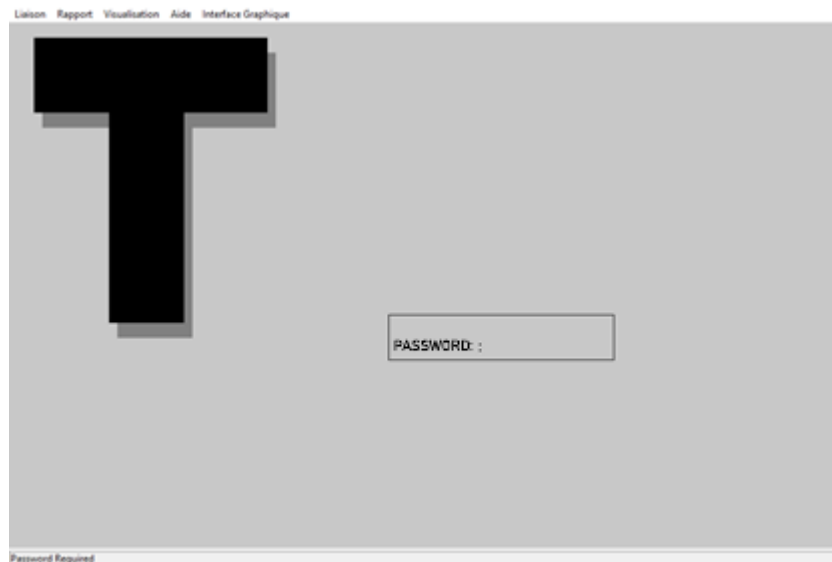 Liaison Rapport Visualisation Aide Interface Graphique
T
PASSWORD: ;
Password Required